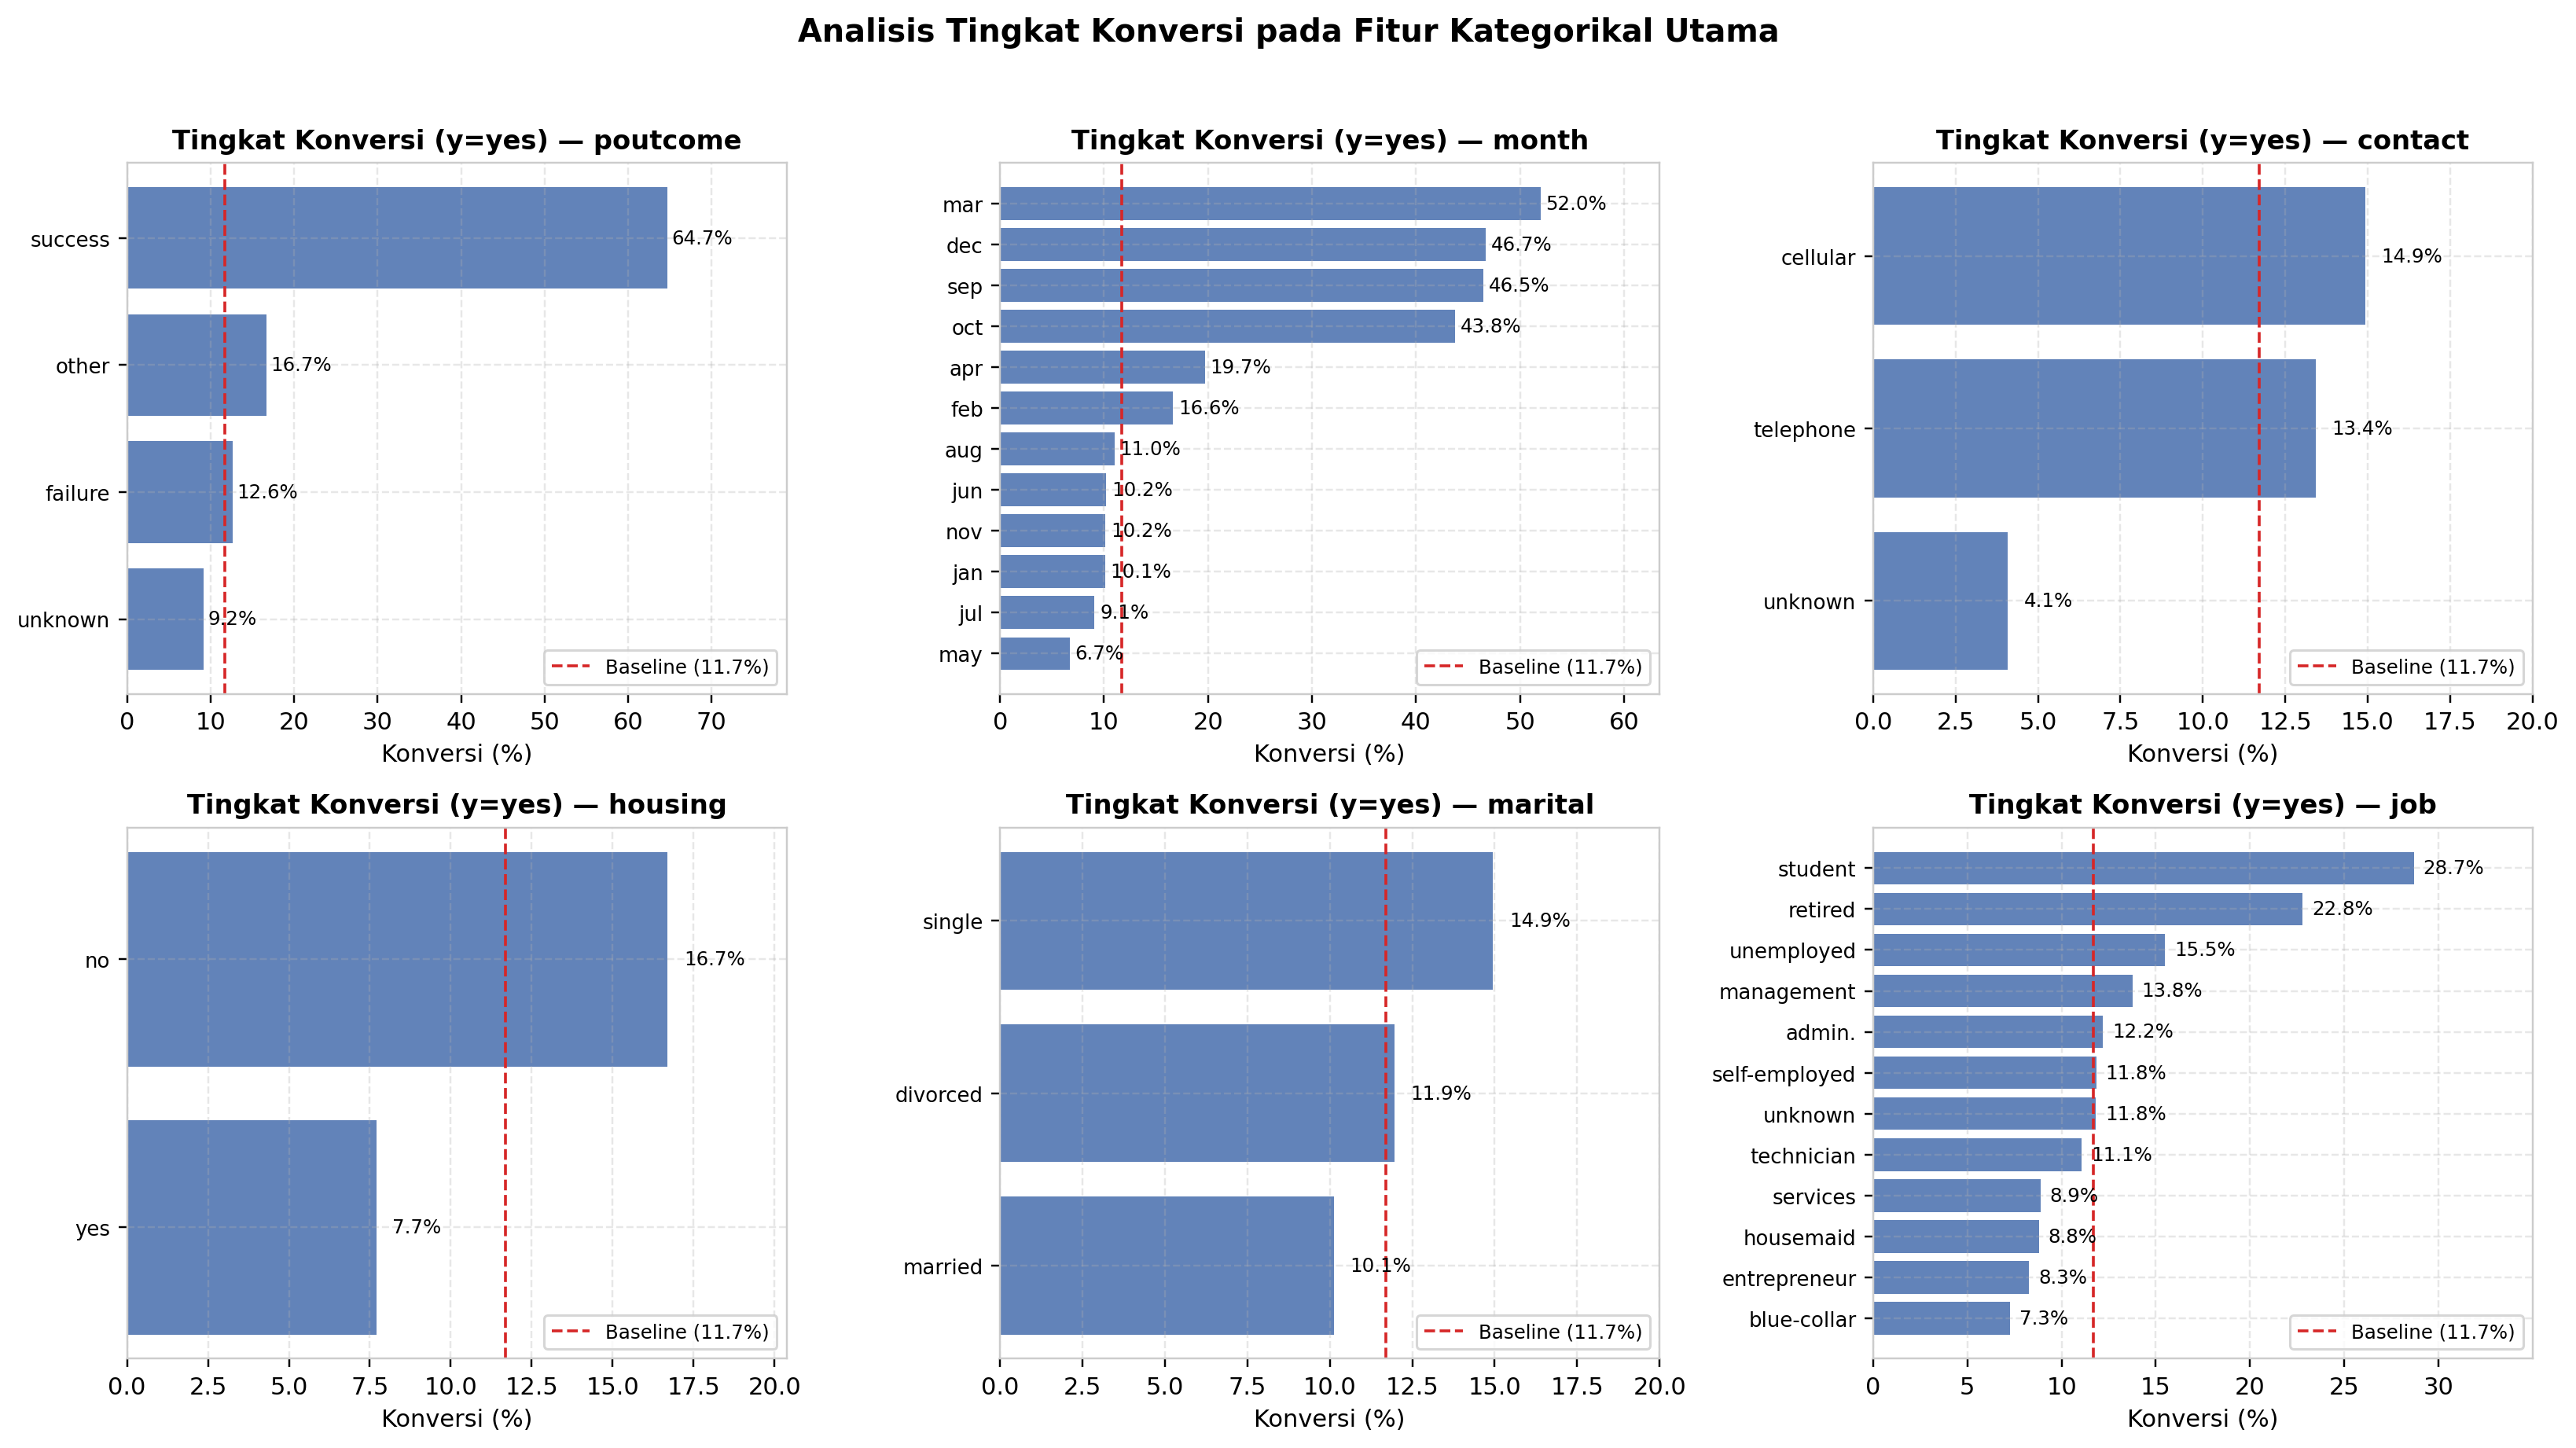 Analisis Tingkat Konversi pada Fitur Kategorikal Utama
Tingkat Konversi (y=yes) — poutcome
success
64.7%
other
16.7%
failure
12.6%
unknown
9.2%
Baseline (11.7%)
0 10 20 30 40 50 60 70
Konversi (%)
Tingkat Konversi (y=yes) — month
mar
52.0%
dec
46.7%
sep
46.5%
oct
43.8%
apr
19.7%
feb
16.6%
aug
11.0%
jun
10.2%
nov
10.2%
jan
10.1%
jul
9.1%
may
6.7%
Baseline (11.7%)
0 10 20 30 40 50 60
Konversi (%)
Tingkat Konversi (y=yes) — contact
cellular
14.9%
telephone
13.4%
unknown
4.1%
Baseline (11.7%)
0.0 2.5 5.0 7.5 10.0 12.5 15.0 17.5 20.0
Konversi (%)
Tingkat Konversi (y=yes) — housing
no
16.7%
yes
7.7%
Baseline (11.7%)
0.0 2.5 5.0 7.5 10.0 12.5 15.0 17.5 20.0
Konversi (%)
Tingkat Konversi (y=yes) — marital
single
14.9%
divorced
11.9%
married
10.1%
Baseline (11.7%)
0.0 2.5 5.0 7.5 10.0 12.5 15.0 17.5 20.0
Konversi (%)
Tingkat Konversi (y=yes) — job
student
28.7%
retired
22.8%
unemployed
15.5%
management
13.8%
admin.
12.2%
self-employed
11.8%
unknown
11.8%
technician
11.1%
services
8.9%
housemaid
8.8%
entrepreneur
8.3%
blue-collar
7.3%
Baseline (11.7%)
0 5 10 15 20 25 30
Konversi (%)